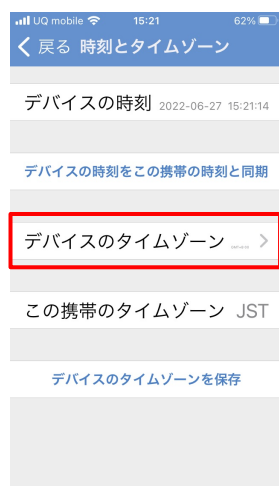 UQ mobile 15:21 62%
戻る 時刻とタイムゾーン
デバイスの時刻 2022-06-27 15:21:14
デバイスの時刻をこの携帯の時刻と同期
デバイスのタイムゾーン
この携帯のタイムゾーン JST
デバイスのタイムゾーンを保存